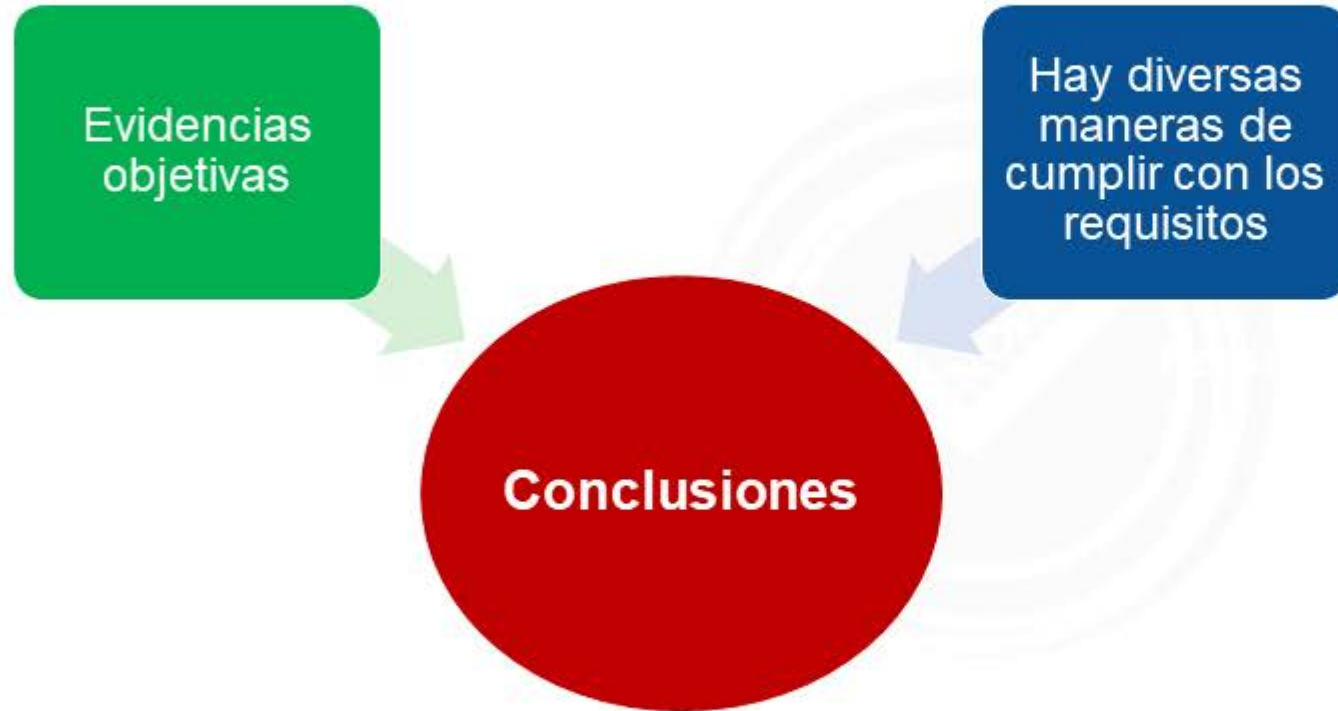 Evidencias
objetivas
Hay diversas
maneras de
cumplir con los
requisitos
Conclusiones